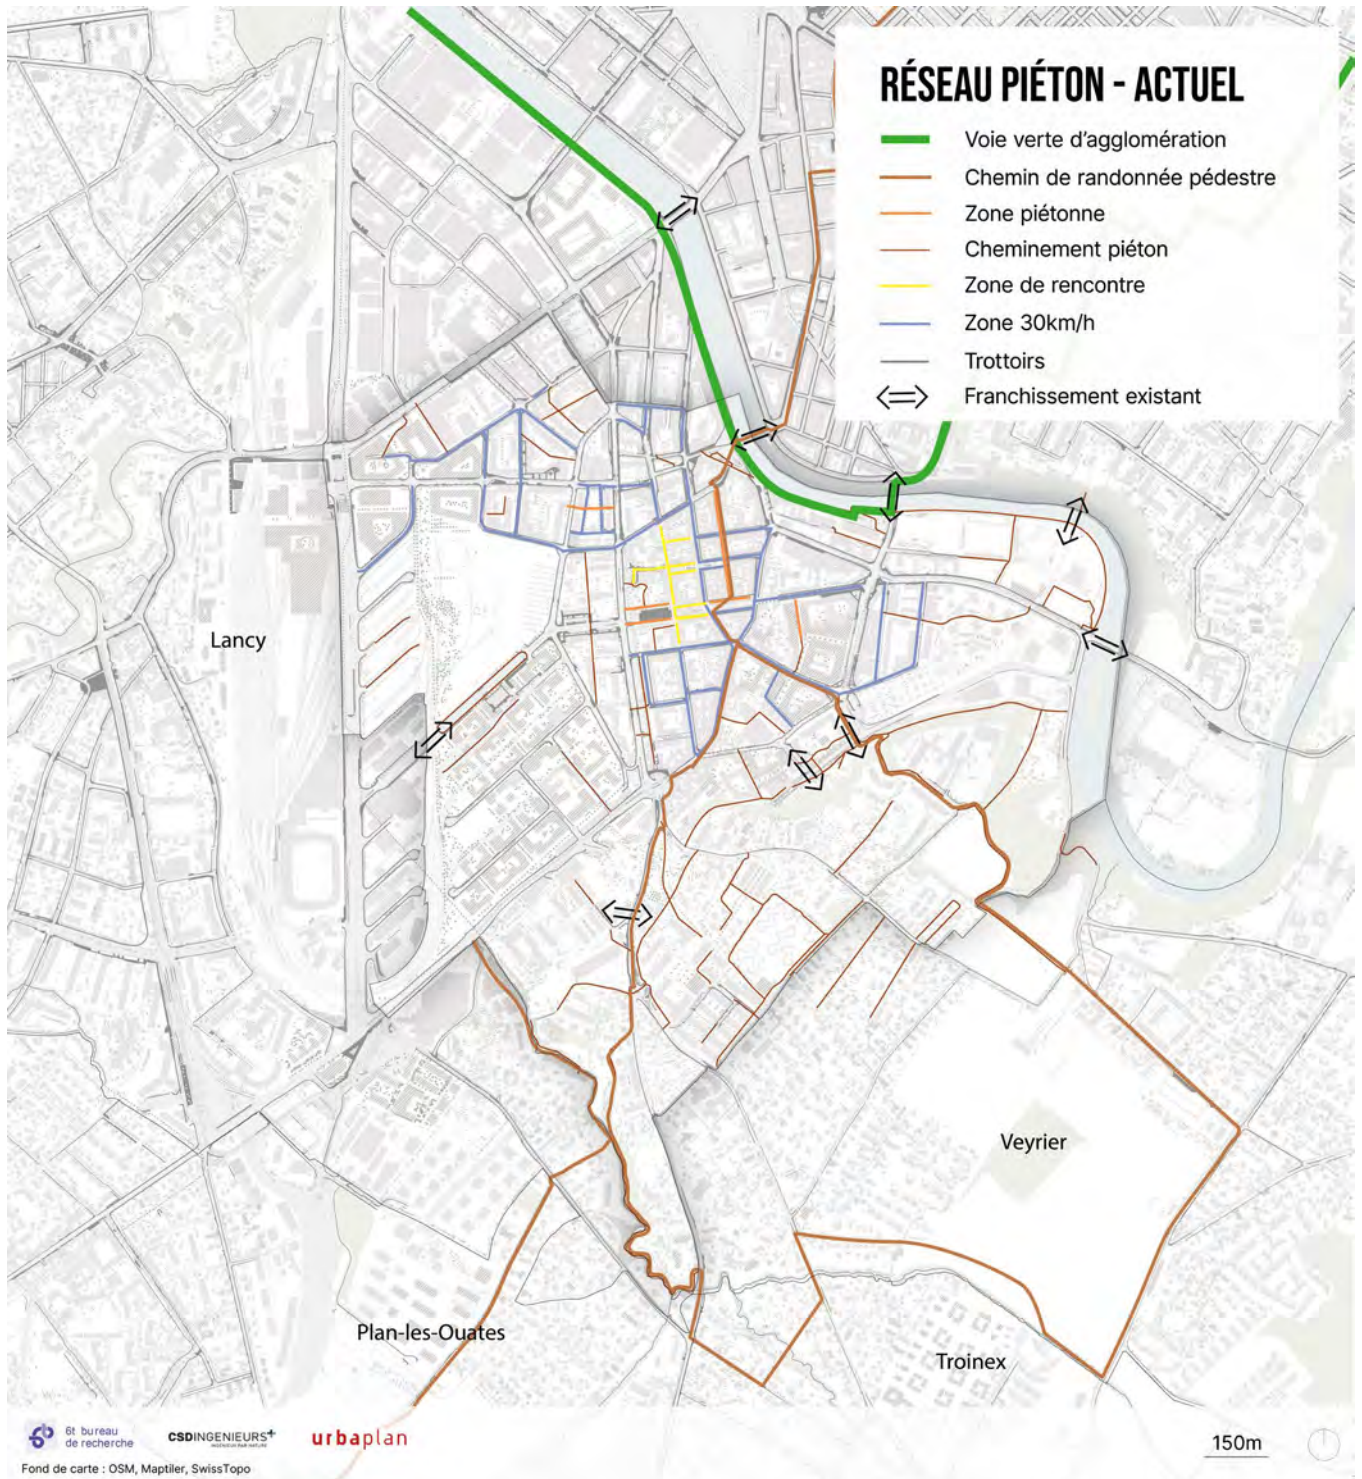 RÉSEAU PIÉTON - ACTUEL
Voie verte d'agglomération
Chemin de randonnée pédestre
Zone piétonne
Cheminement piéton
Zone de rencontre
Zone 30km/h
Trottoirs
Franchissement existant
Lancy
Veyrier
Plan-les-Ouates
Troinex
6t bureau
de recherche
CSDINGENIEURS+
urbaplan
150m
Fond de carte : OSM, Maptiler, SwissTopo